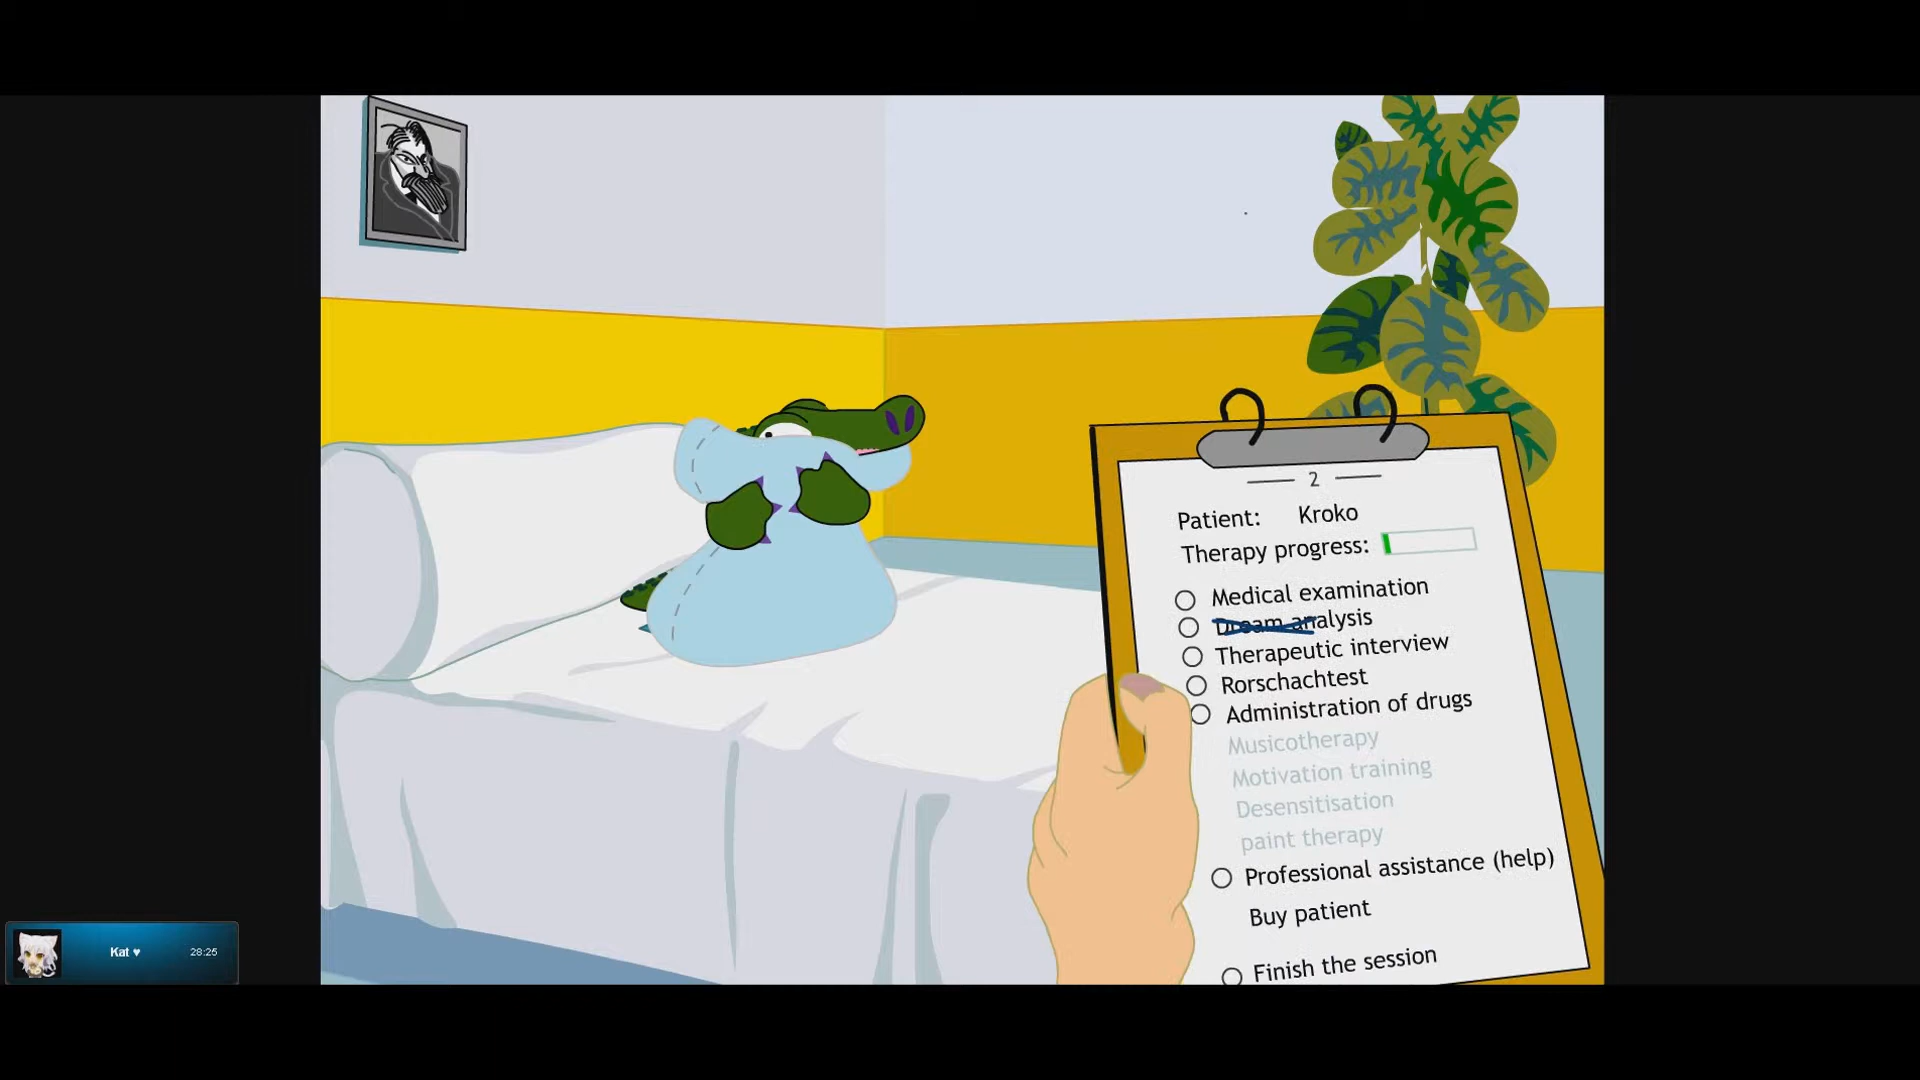 2
Patient: Kroko
Therapy progress:
Medical examination
Dream analysis
Therapeutic interview
Rorschachtest
Administration of drugs
Musicotherapy
Motivation training
Desensitisation
paint therapy
Professional assistance (help)
Buy patient
Finish the session
Kat ♥ 28:25